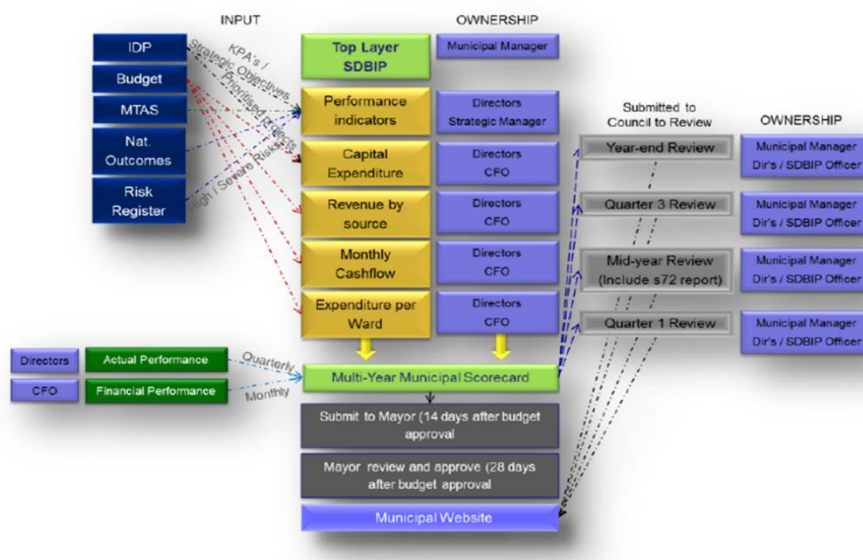 INPUT
OWNERSHIP
IDP
Budget
MTAS
Nat.
Outcomes
Risk
Register
KPA's /
Strategic Objectives
Prioritised Projects
High / Severe Risks
Top Layer
SDBIP
Municipal Manager
Performance
indicators
Directors
Strategic Manager
Capital
Expenditure
Directors
CFO
Revenue by
source
Directors
CFO
Monthly
Cashflow
Directors
CFO
Expenditure per
Ward
Directors
CFO
Submitted to
Council to Review
OWNERSHIP
Year-end Review
Municipal Manager
Dir's / SDBIP Officer
Quarter 3 Review
Municipal Manager
Dir's / SDBIP Officer
Mid-year Review
(Include s72 report)
Municipal Manager
Dir's / SDBIP Officer
Quarter 1 Review
Municipal Manager
Dir's / SDBIP Officer
Directors
Actual Performance
Quarterly
CFO
Financial Performance
Monthly
Multi-Year Municipal Scorecard
Submit to Mayor (14 days after budget
approval
Mayor review and approve (28 days
after budget approval
Municipal Website